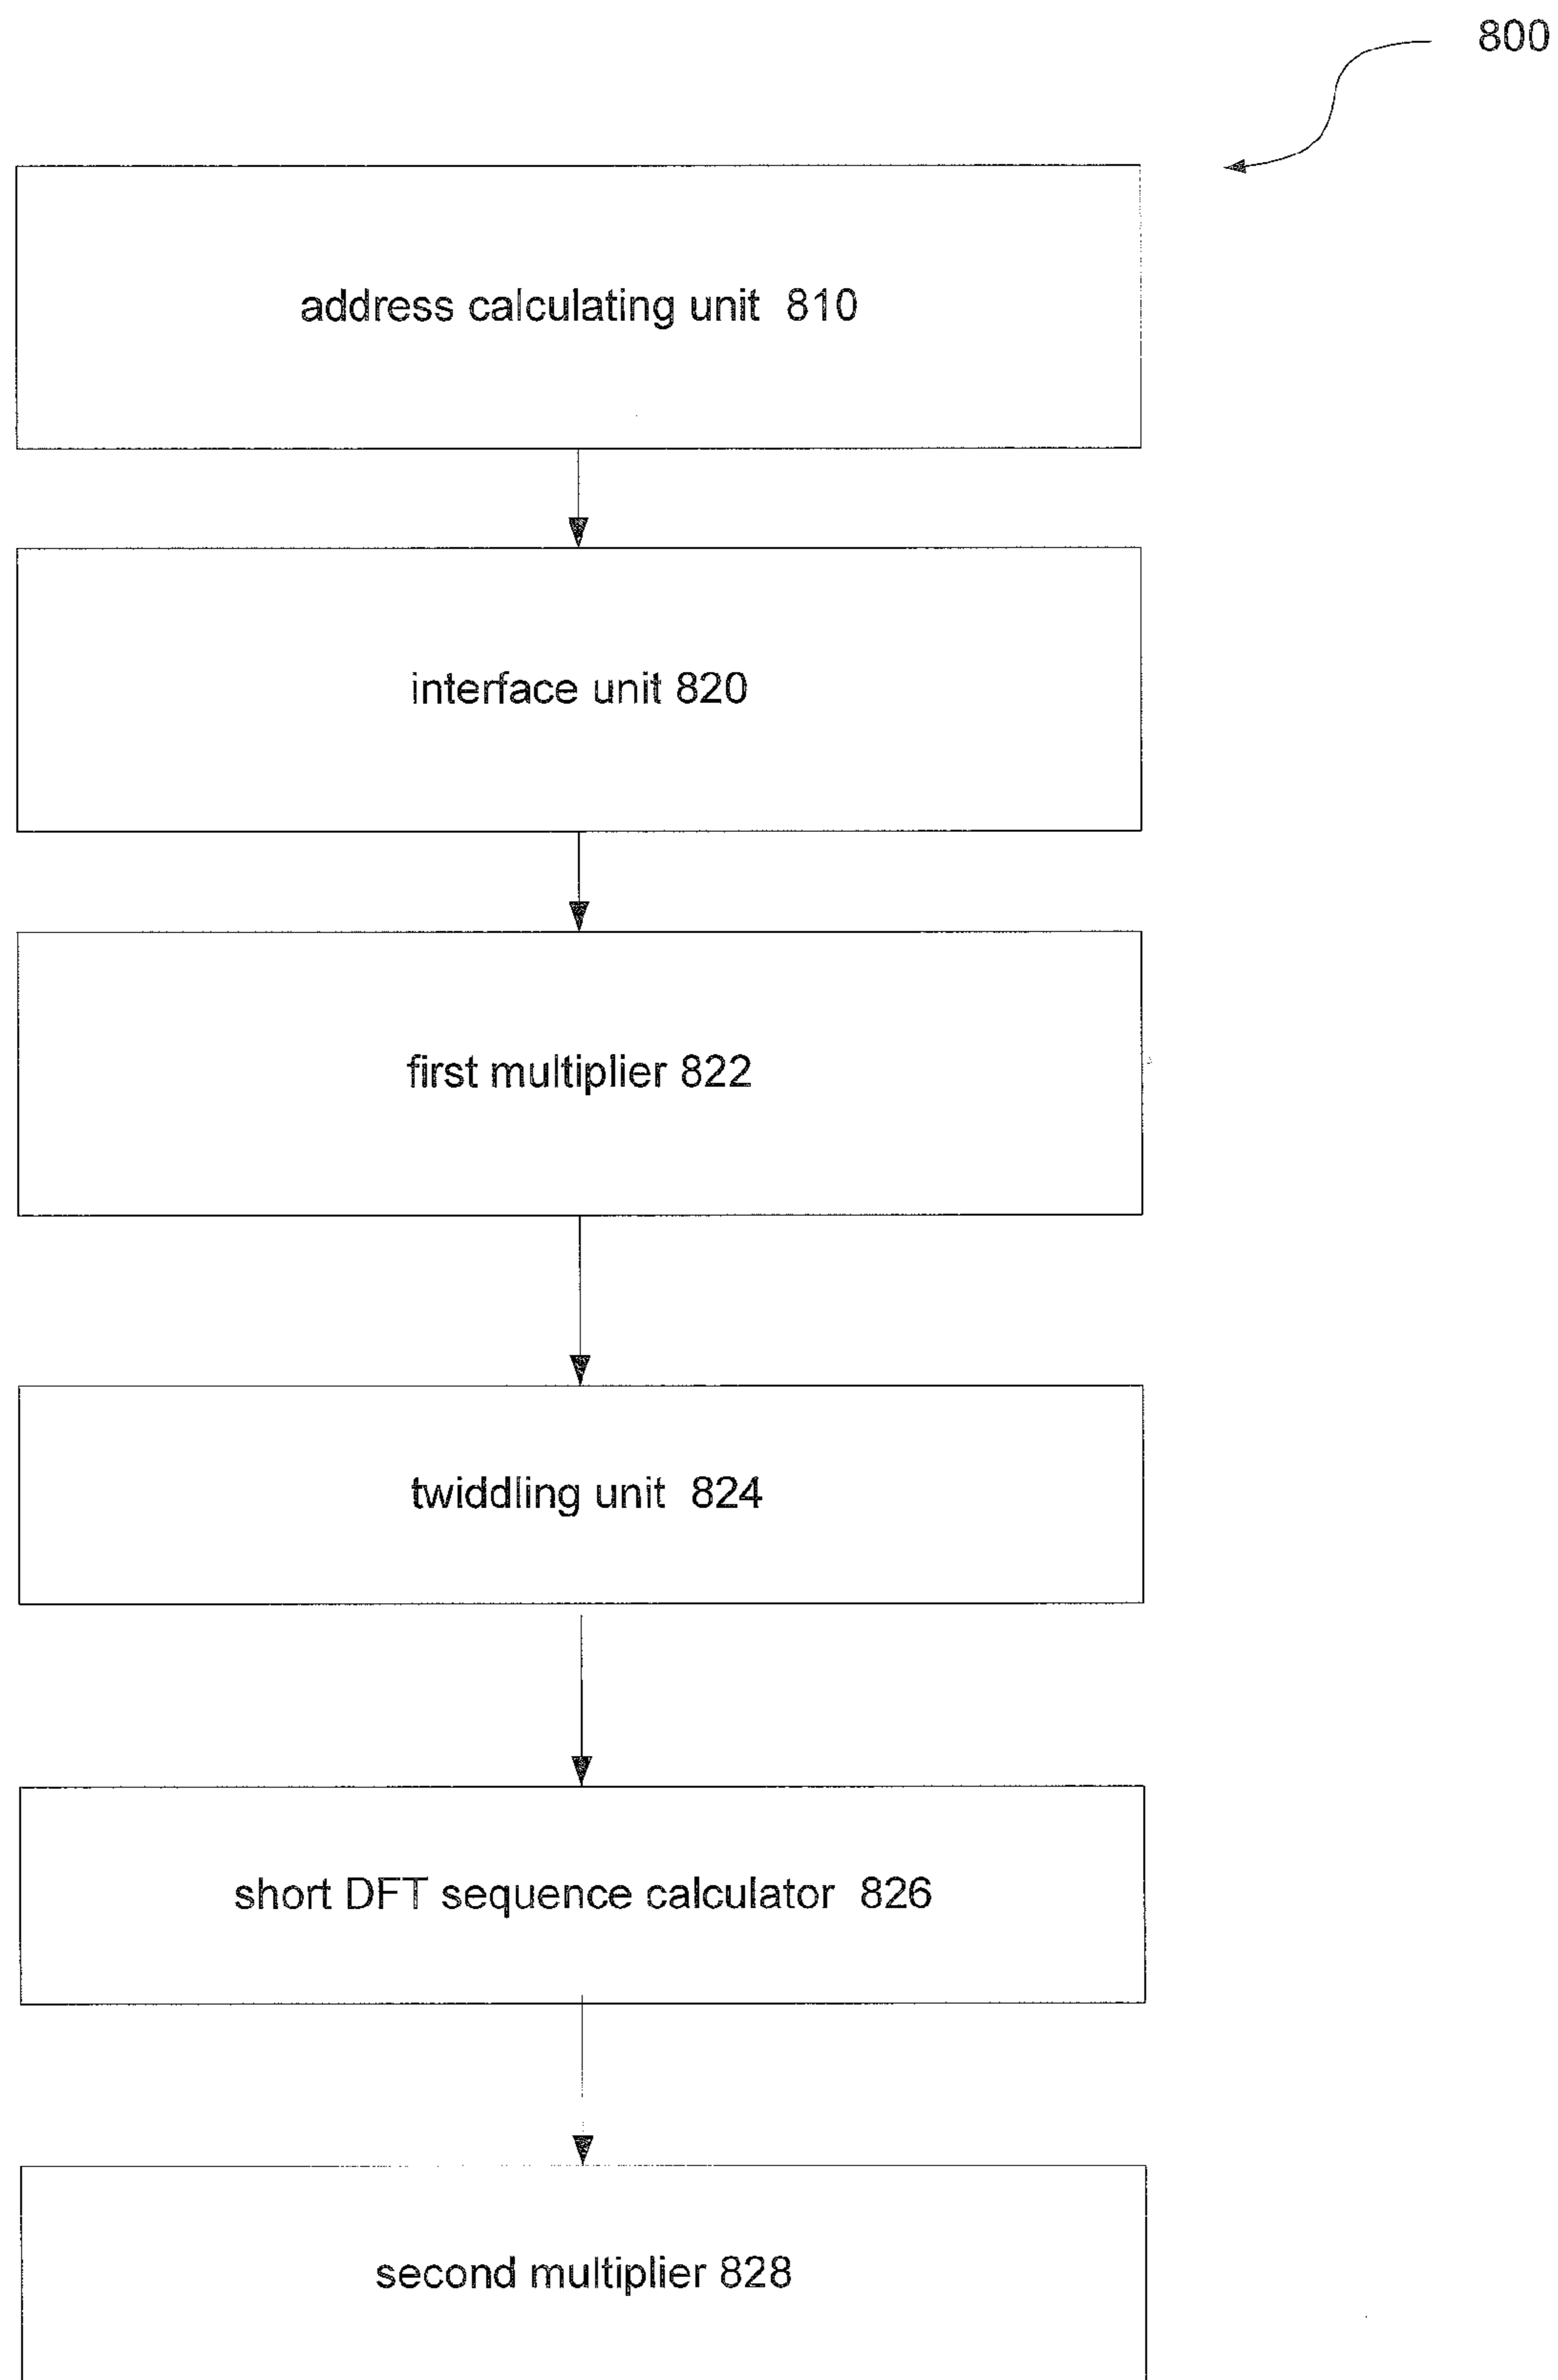 800
address calculating unit 810
interface unit 820
first multiplier 822
twiddling unit 824
short DFT sequence calculator 826
second multiplier 828